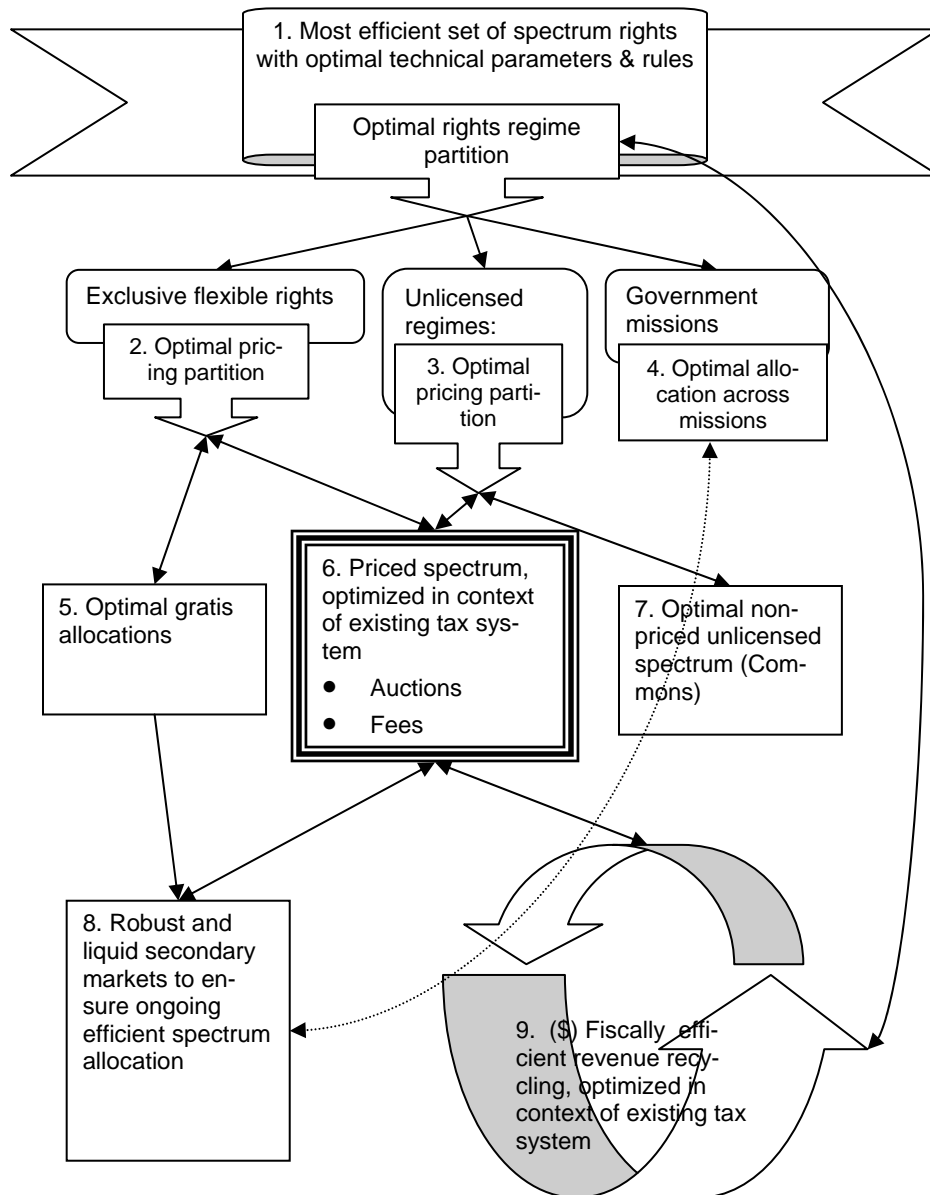 1. Most efficient set of spectrum rights
with optimal technical parameters & rules
Optimal rights regime
partition
Exclusive flexible rights
2. Optimal pric-
ing partition
Unlicensed
regimes:
3. Optimal
pricing parti-
tion
Government
missions
4. Optimal allo-
cation across
missions
5. Optimal gratis
allocations
6. Priced spectrum,
optimized in context
of existing tax sys-
tem
● Auctions
● Fees
7. Optimal non-
priced unlicensed
spectrum (Com-
mons)
8. Robust and
liquid secondary
markets to en-
sure ongoing
efficient spectrum
allocation
9. ($) Fiscally effi-
cient revenue recy-
cling, optimized in
context of existing tax
system